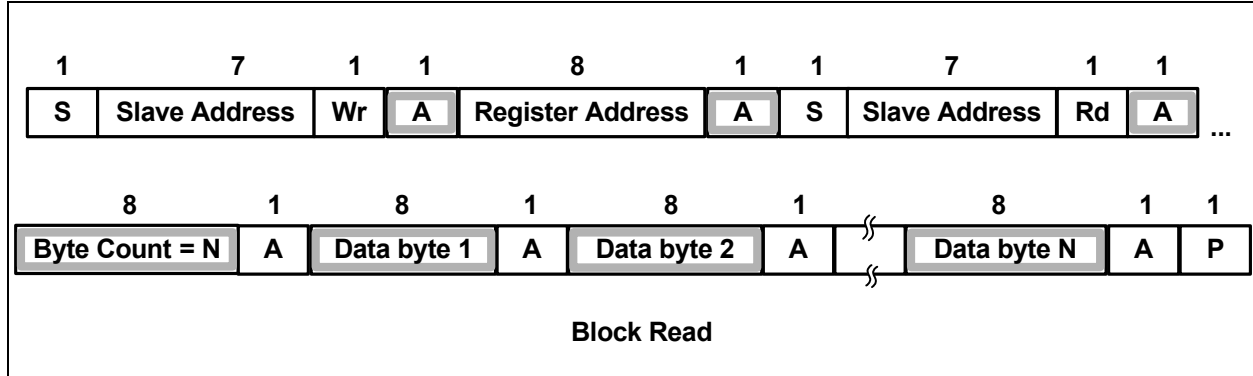 1 7 1 1 8 1 1 7 1 1
S Slave Address Wr A Register Address A S Slave Address Rd A ...
8 1 8 1 8 1 8 1 1
Byte Count = N A Data byte 1 A Data byte 2 A Data byte N A P
Block Read